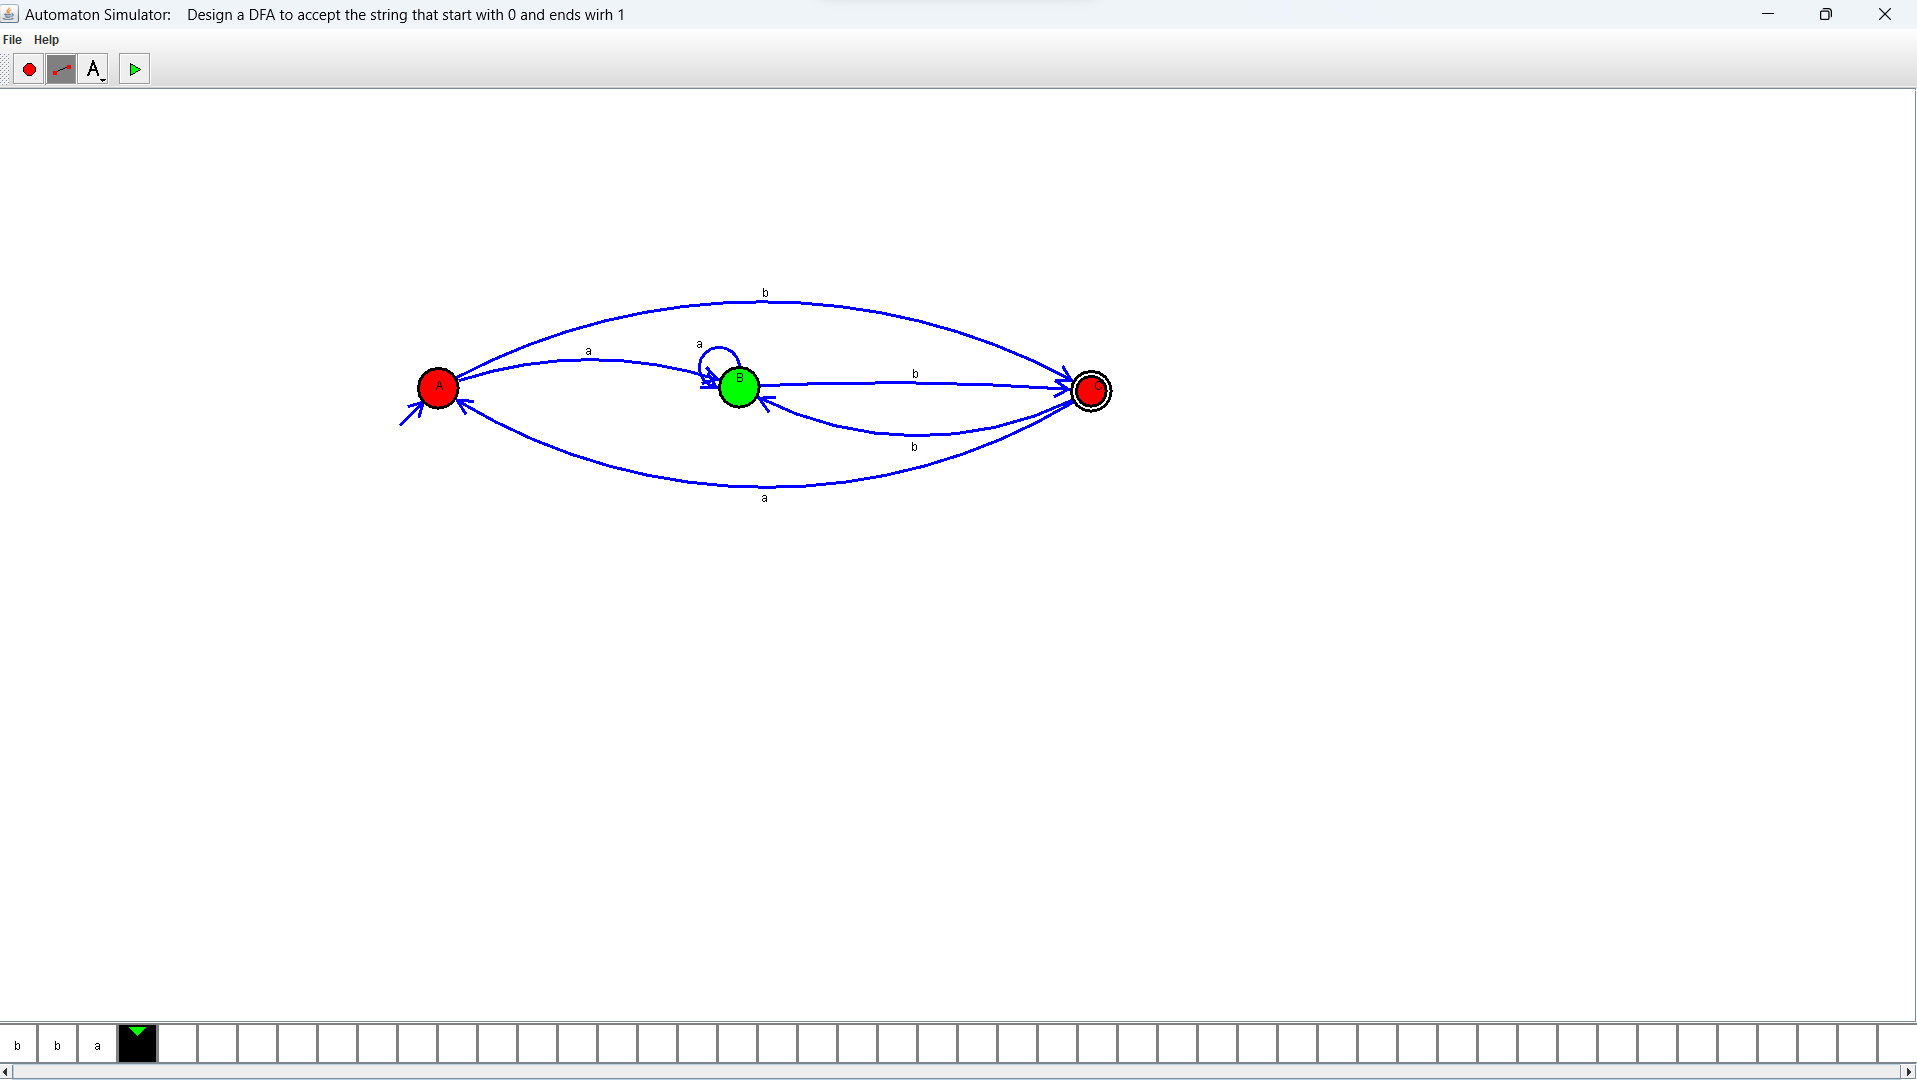 Automaton Simulator: Design a DFA to accept the string that start with 0 and ends wirh 1
File Help
A
b
a
a
A
B
b
C
b
a
b b a